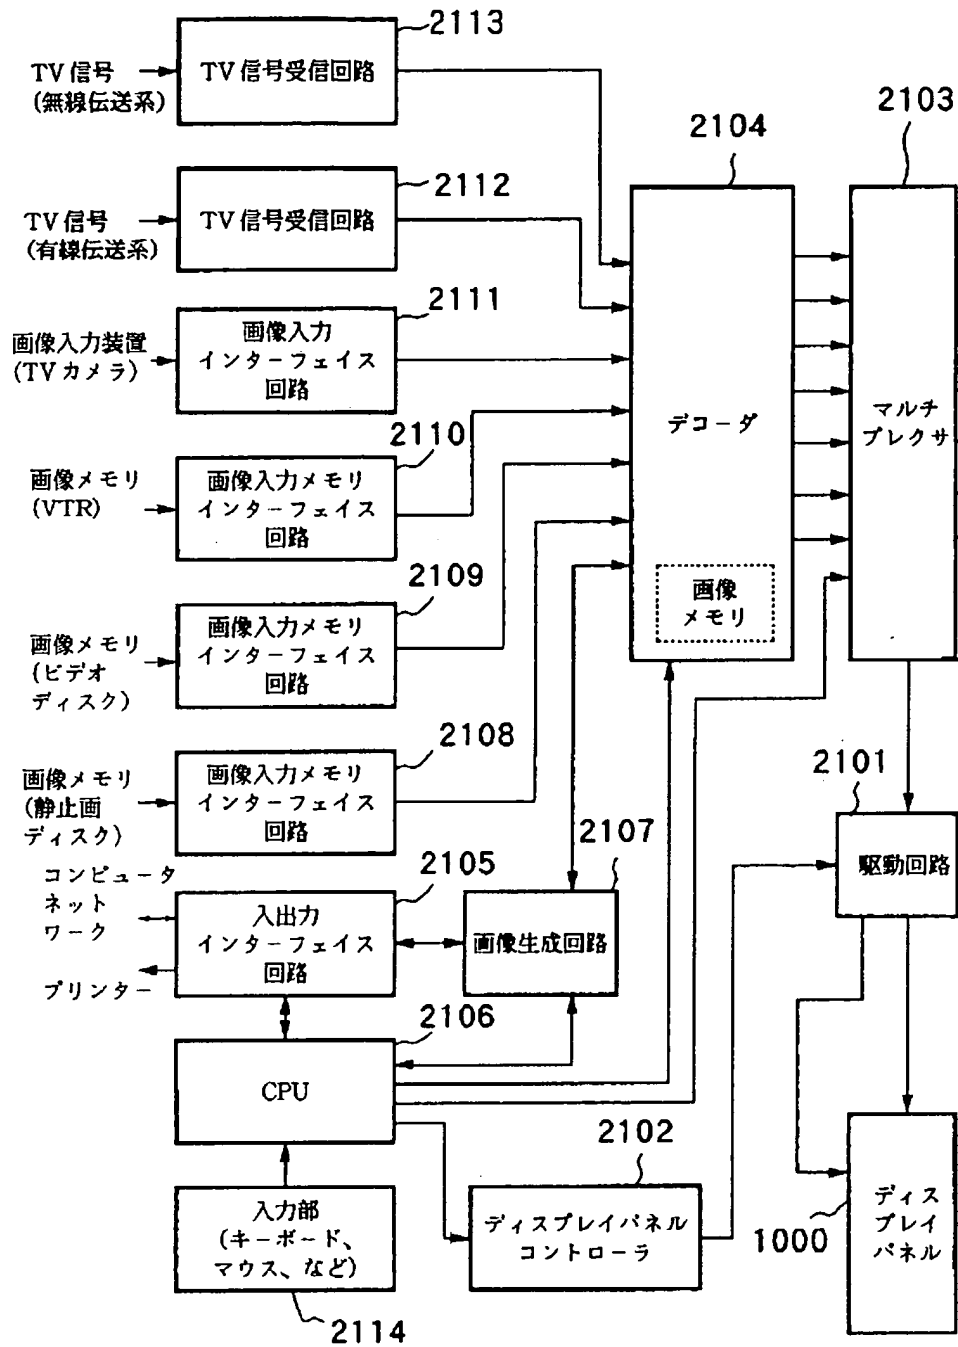 2113
TV信号
(無線伝送系)
TV信号受信回路
2112
TV信号
(有線伝送系)
TV信号受信回路
2104
2103
2111
画像入力装置
(TVカメラ)
画像入力
インターフェイス
回路
デコーダ
マルチ
プレクサ
2110
画像メモリ
(VTR)
画像入力メモリ
インターフェイス
回路
2109
画像メモリ
(ビデオ
ディスク)
画像入力メモリ
インターフェイス
回路
画像
メモリ
2108
画像メモリ
(静止画
ディスク)
画像入力メモリ
インターフェイス
回路
2101
駆動回路
2107
画像生成回路
2105
コンピュータ
ネット
ワーク
プリンター
入出力
インターフェイス
回路
2106
CPU
2102
ディスプレイパネル
コントローラ
1000
ディス
プレイ
パネル
入力部
(キーボード、
マウス、など)
2114